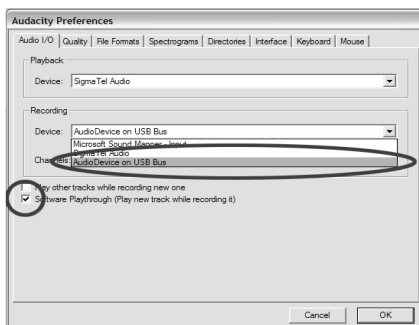 Audacity Preferences
Audio I/O Quality File Formats Spectrograms Directories Interface Keyboard Mouse
Playback
Device: SigmaTel Audio
Recording
Device: AudioDevice on USB Bus
Microsoft Sound Mapper - Input
SigmaTel Audio
Channels: AudioDevice on USB Bus
Play other tracks while recording new one
Software Playthrough (Play new track while recording it)
Cancel OK